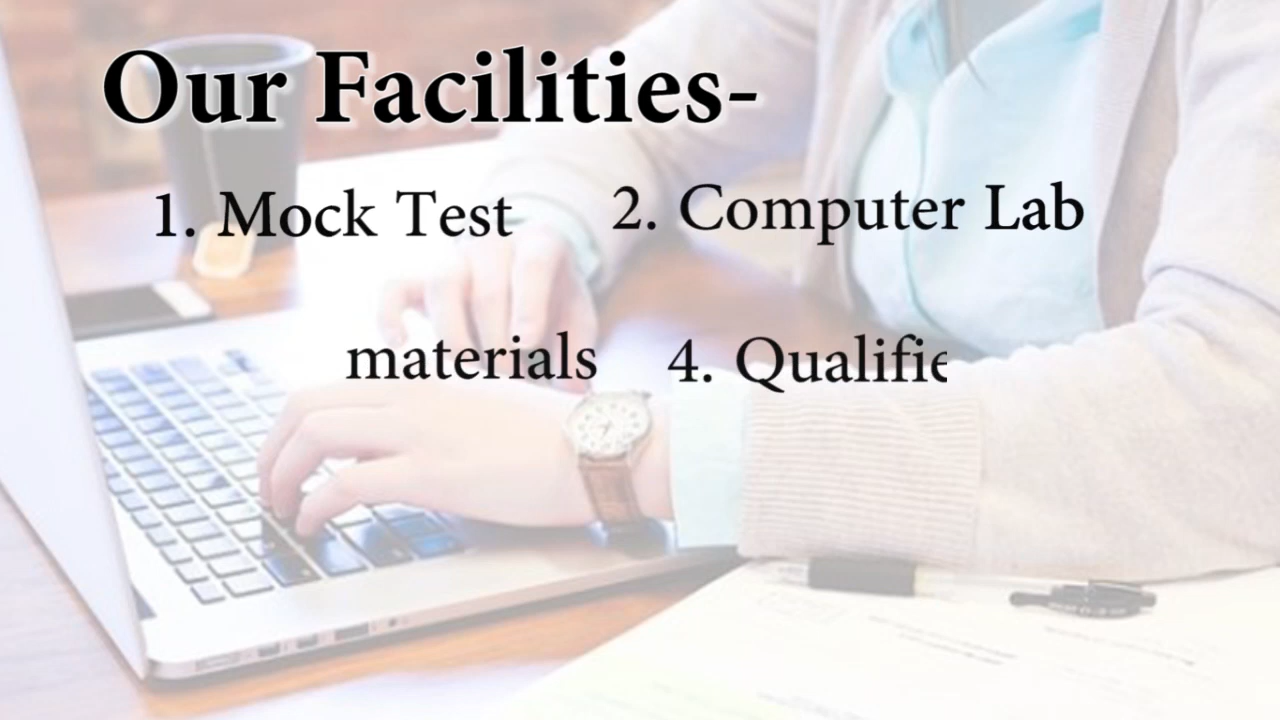 Our Facilities-
1. Mock Test 2. Computer Lab
materials 4. Qualifie